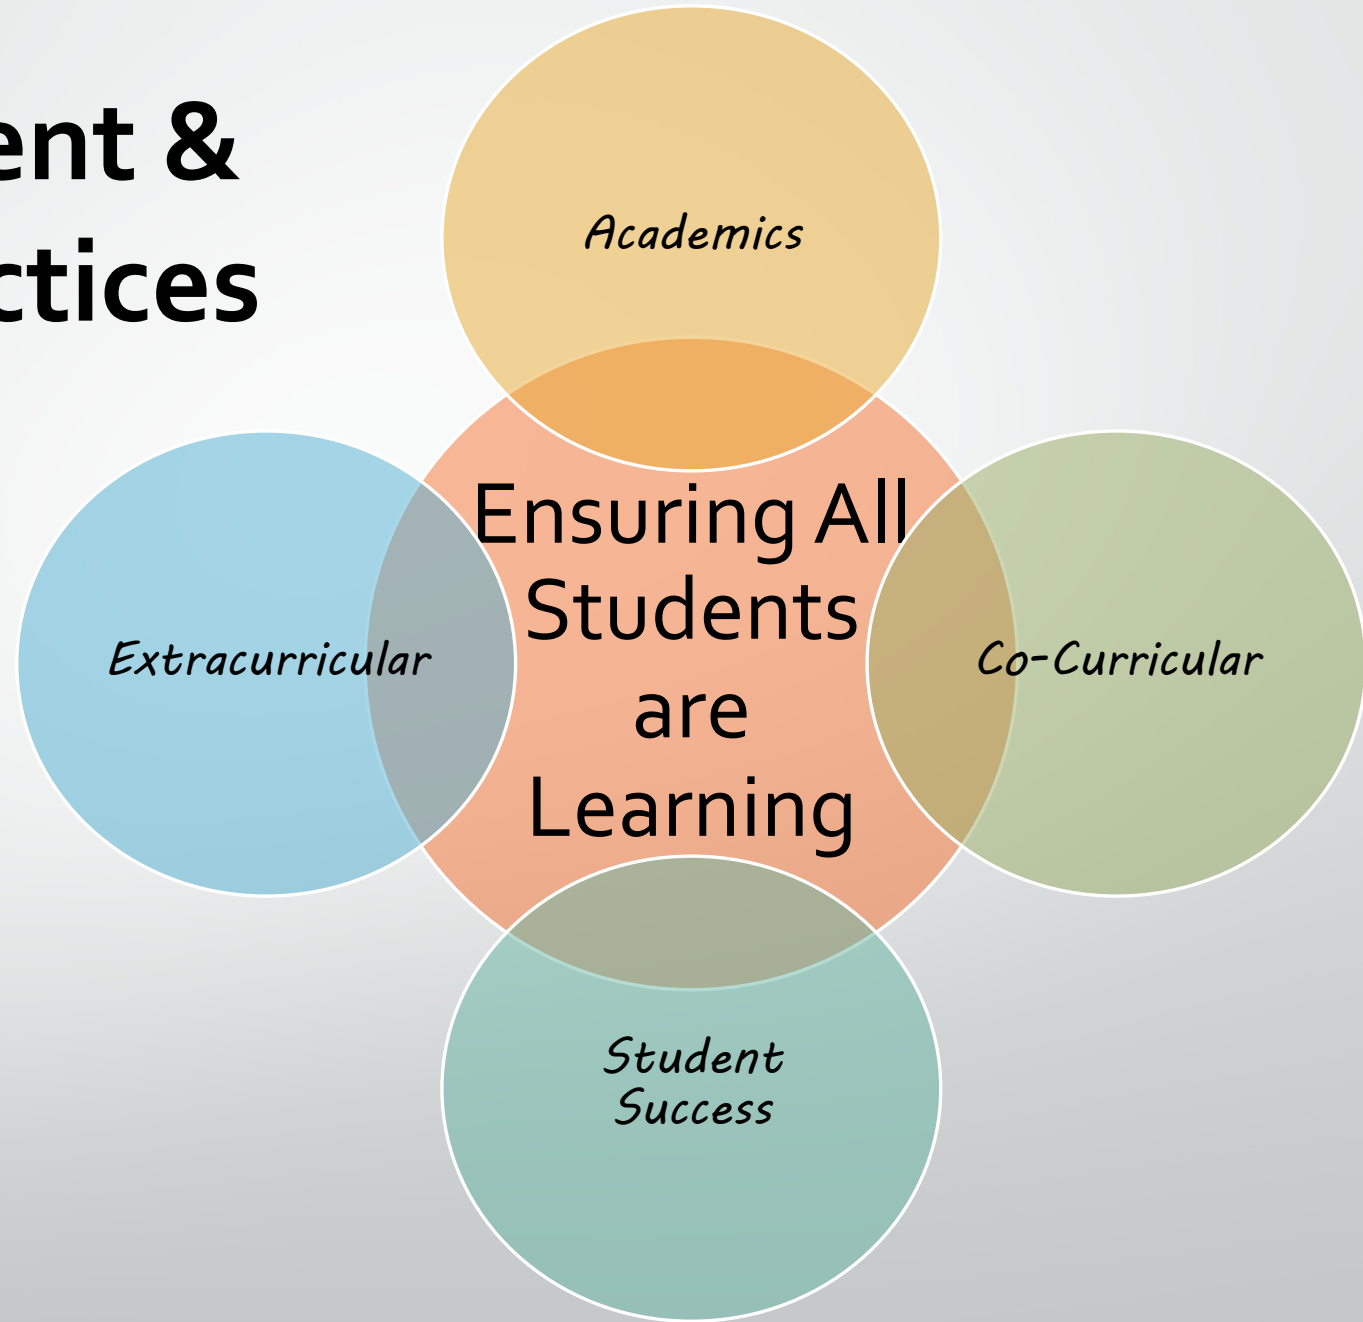 ent &
ctices
Academics
Ensuring All
Students
are
Learning
Extracurricular
Co-Curricular
Student
Success